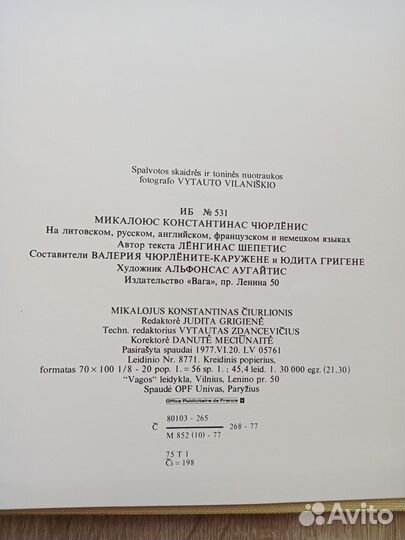 Spalvotos skaidrės ir toninės nuotraukos
fotografo VYTAUTO VILANIŠKIO
ИБ № 531
МИКАЛОЮС КОНСТАНТИНАС ЧЮРЛЁНИС
На литовском, русском, английском, французском и немецком языках
Автор текста ЛЁНГИНАС ШЕПЕТИС
Составители ВАЛЕРИЯ ЧЮРЛЁНИТЕ-КАРУЖЕНЕ и ЮДИТА ГРИГЕНЕ
Художник АЛЬФОНСАС АУГАЙТИС
Издательство «Вага», пр. Ленина 50
MIKALOJUS KONSTANTINAS ČIURLIONIS
Redaktorė JUDITA GRIGIENĖ
Techn. redaktorius VYTAUTAS ZDANCEVIČIUS
Korektorė DANUTĖ MECIŪNAITĖ
Pasirašyta spaudai 1977.VI.20. LV 05761
Leidinio Nr. 8771. Kreidinis popierius,
formatas 70 × 100 1/8 - 20 pop. 1. = 56 sp. 1. ; 45,4 leid. 1. 30 000 egz. (21,30)
"Vagos" leidykla, Vilnius, Lenino pr. 50
Spaudė OPF Univas, Paryžius
Office Publicitaire de France
80103 - 265
Č ——— 268 - 77
M 852 (10) - 77
75 T 1
Či = 198
Avito